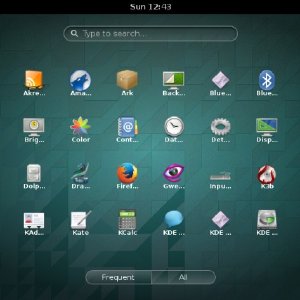 Sun 12:43
Type to search...
Akre... Ama... Ark Back... Blue... Blue...
Brig... Color Cont... Dat... Det... Disp...
Dolp... Dra... Firefox Gwe... Inpu... K3b
KAd... Kate KCalc KDE ... KDE ... KDE ...
Frequent All